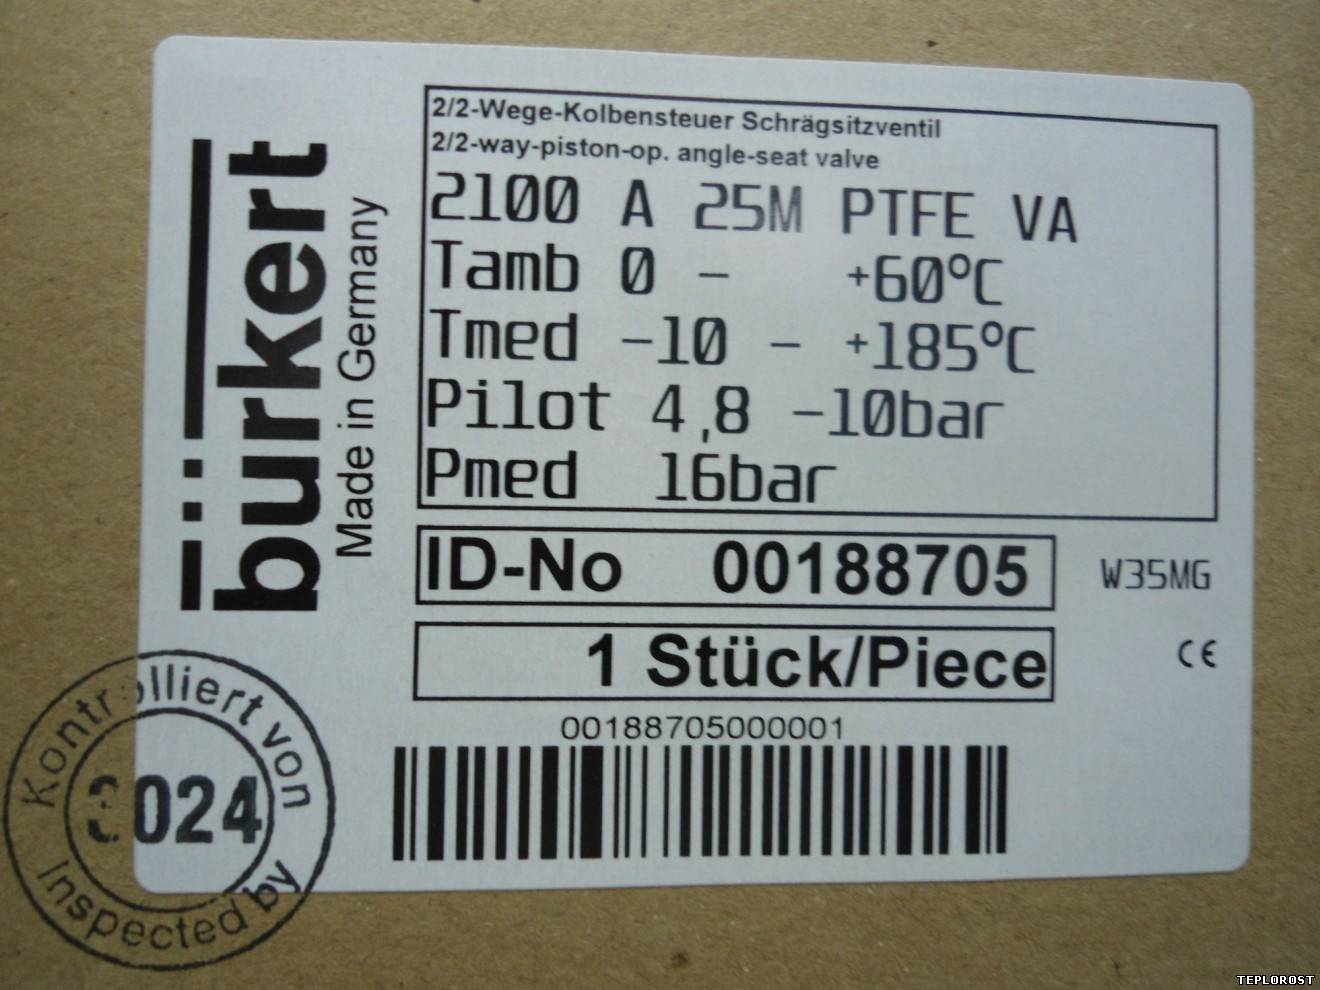 bürkert
Made in Germany
2/2-Wege-Kolbensteuer Schrägsitzventil
2/2-way-piston-op. angle-seat valve
2100 A 25M PTFE VA
Tamb 0 - +60°C
Tmed -10 - +185°C
Pilot 4,8 -10bar
Pmed 16bar
ID-No 00188705
W35MG
1 Stück/Piece
CE
00188705000001
Kontrolliert von
3024
Inspected by
TEPLOROST